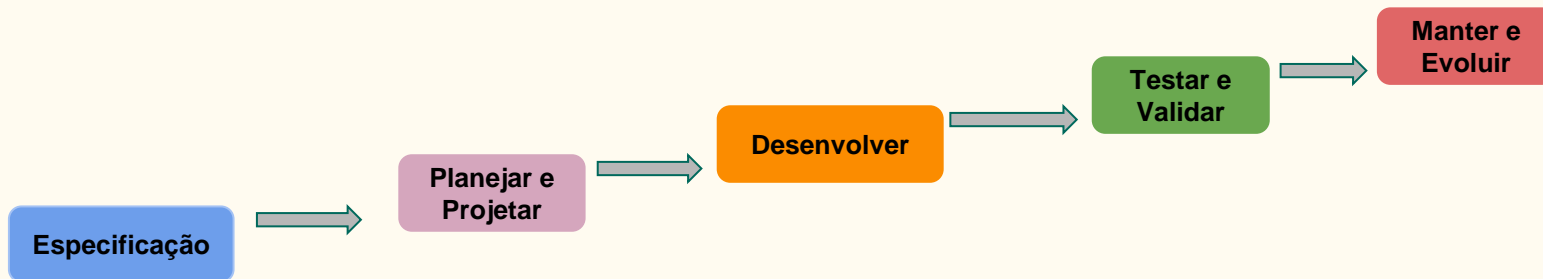 Especificação
Planejar e
Projetar
Desenvolver
Testar e
Validar
Manter e
Evoluir